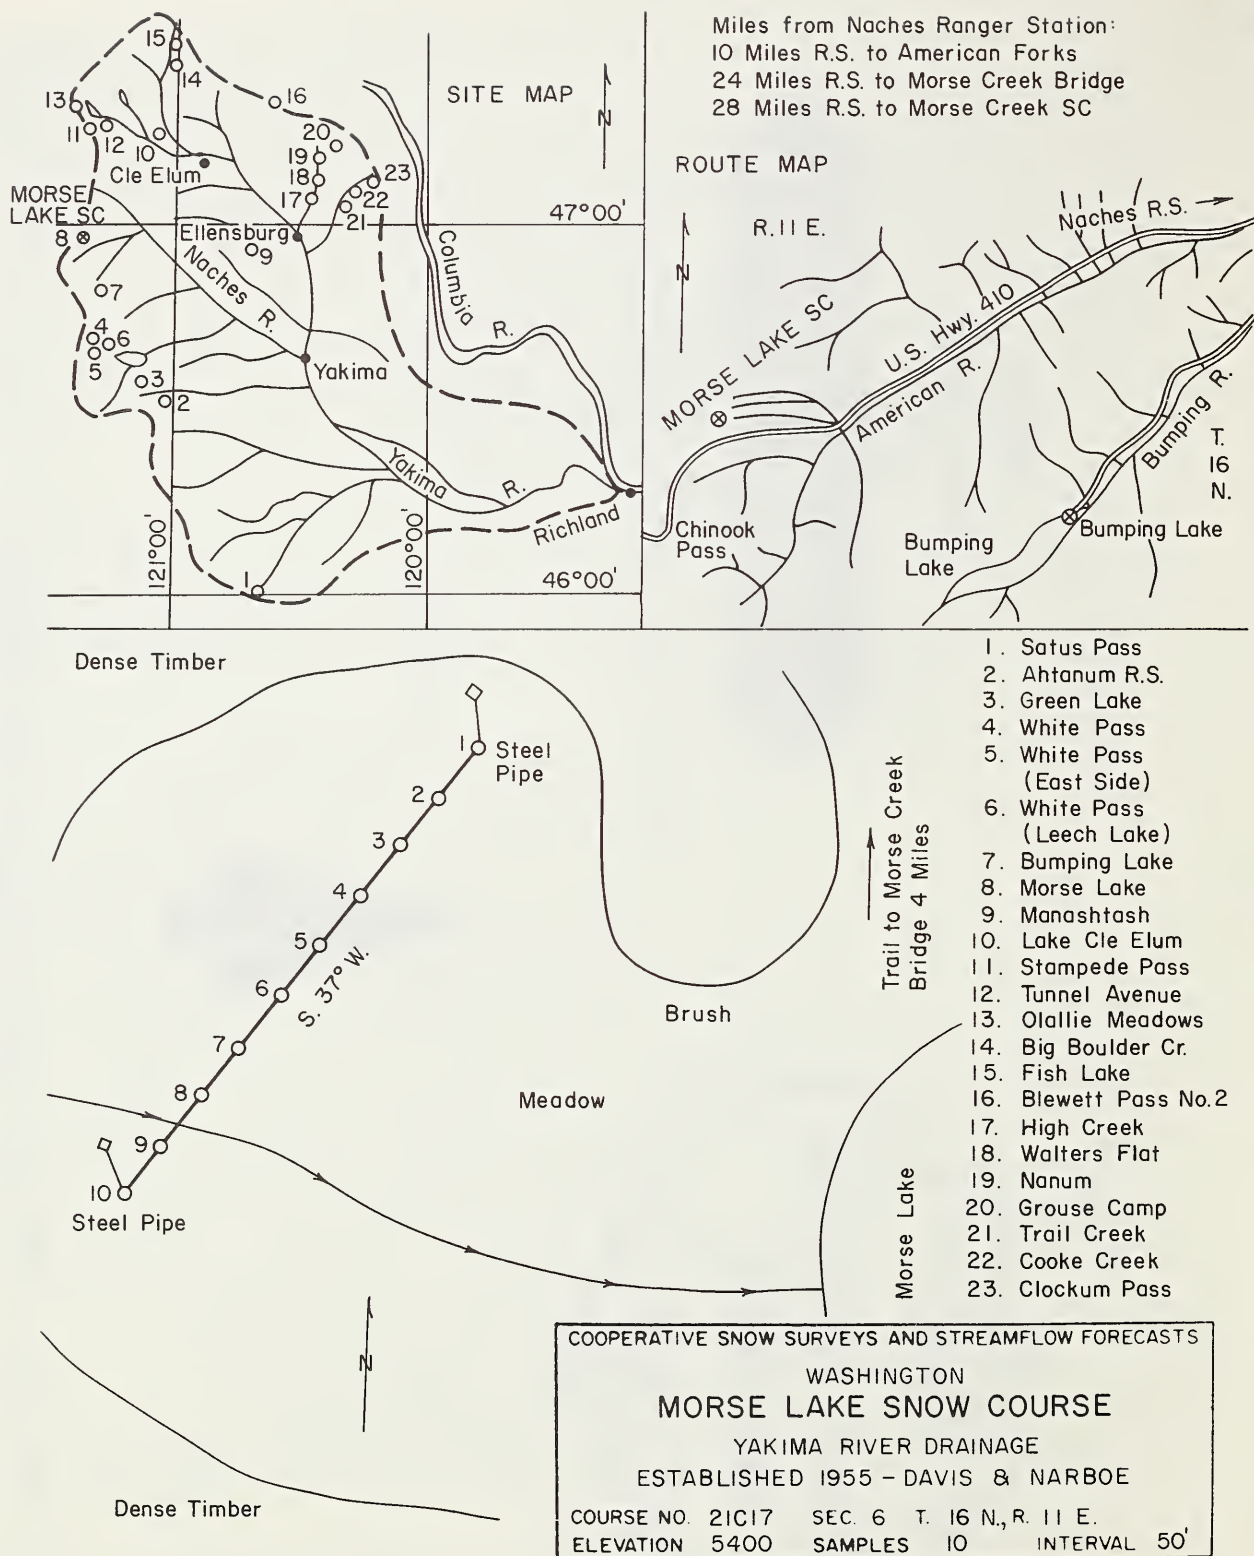 Miles from Naches Ranger Station:
10 Miles R.S. to American Forks
24 Miles R.S. to Morse Creek Bridge
28 Miles R.S. to Morse Creek SC
SITE MAP
N
15
14
16
13
11
12
10
Cle Elum
20
19
18
17
23
22
21
MORSE
LAKE SC
8
47°00'
Ellensburg
9
Naches R.
Columbia R.
7
4
6
5
Yakima
3
2
Yakima R.
Richland
121°00'
120°00'
46°00'
1
ROUTE MAP
N
R. 11 E.
Naches R.S.
MORSE LAKE SC
U.S. Hwy. 410
American R.
Bumping R.
T.
16
N.
Chinook
Pass
Bumping
Lake
Bumping Lake
Dense Timber
1
Steel
Pipe
2
3
4
5
6
7
8
9
10
S. 37° W.
Steel Pipe
Brush
Meadow
Trail to Morse Creek
Bridge 4 Miles
Morse Lake
N
Dense Timber
1. Satus Pass
2. Ahtanum R.S.
3. Green Lake
4. White Pass
5. White Pass
(East Side)
6. White Pass
(Leech Lake)
7. Bumping Lake
8. Morse Lake
9. Manashtash
10. Lake Cle Elum
11. Stampede Pass
12. Tunnel Avenue
13. Olallie Meadows
14. Big Boulder Cr.
15. Fish Lake
16. Blewett Pass No. 2
17. High Creek
18. Walters Flat
19. Nanum
20. Grouse Camp
21. Trail Creek
22. Cooke Creek
23. Clockum Pass
COOPERATIVE SNOW SURVEYS AND STREAMFLOW FORECASTS
WASHINGTON
MORSE LAKE SNOW COURSE
YAKIMA RIVER DRAINAGE
ESTABLISHED 1955 – DAVIS & NARBOE
COURSE NO. 21C17 SEC. 6 T. 16 N., R. 11 E.
ELEVATION 5400 SAMPLES 10 INTERVAL 50'